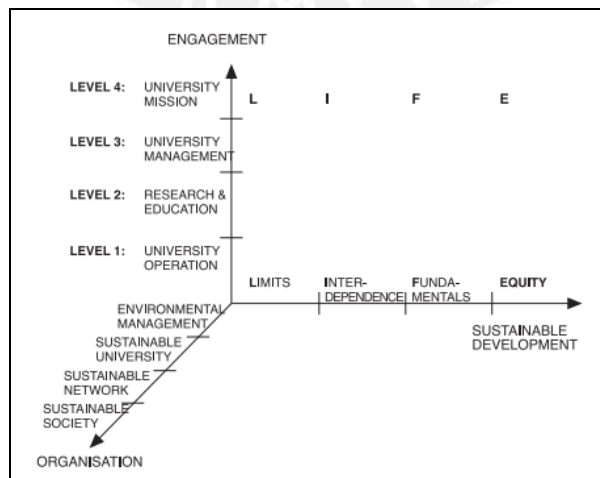 ENGAGEMENT
LEVEL 4: UNIVERSITY
MISSION
L I F E
LEVEL 3: UNIVERSITY
MANAGEMENT
LEVEL 2: RESEARCH &
EDUCATION
LEVEL 1: UNIVERSITY
OPERATION
LIMITS INTER- FUNDA- EQUITY
DEPENDENCE MENTALS
ENVIRONMENTAL
MANAGEMENT
SUSTAINABLE
UNIVERSITY
SUSTAINABLE
NETWORK
SUSTAINABLE
SOCIETY
ORGANISATION
SUSTAINABLE
DEVELOPMENT